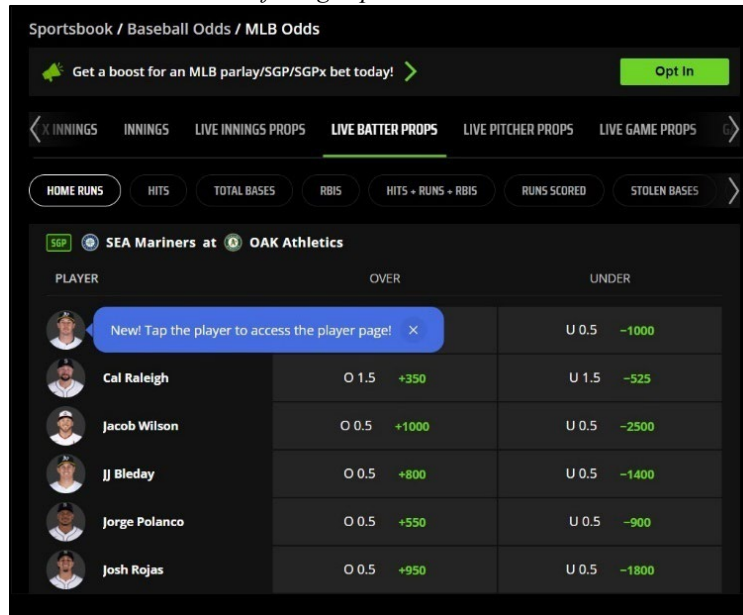 Sportsbook / Baseball Odds / MLB Odds
Get a boost for an MLB parlay/SGP/SGPx bet today!
Opt In
X INNINGS INNINGS LIVE INNINGS PROPS LIVE BATTER PROPS LIVE PITCHER PROPS LIVE GAME PROPS
HOME RUNS HITS TOTAL BASES RBIS HITS + RUNS + RBIS RUNS SCORED STOLEN BASES
SGP SEA Mariners at OAK Athletics
PLAYER OVER UNDER
New! Tap the player to access the player page! × U 0.5 −1000
Cal Raleigh O 1.5 +350 U 1.5 −525
Jacob Wilson O 0.5 +1000 U 0.5 −2500
JJ Bleday O 0.5 +800 U 0.5 −1400
Jorge Polanco O 0.5 +550 U 0.5 −900
Josh Rojas O 0.5 +950 U 0.5 −1800